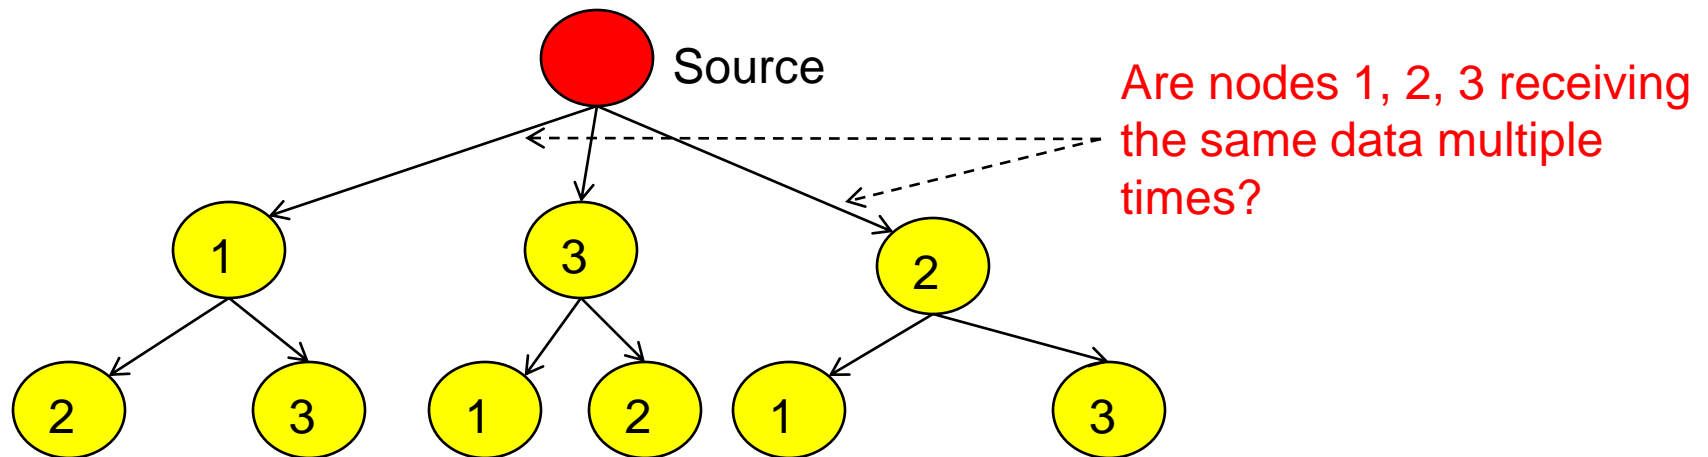 Source
Are nodes 1, 2, 3 receiving
the same data multiple
times?
1
3
2
2
3
1
2
1
3